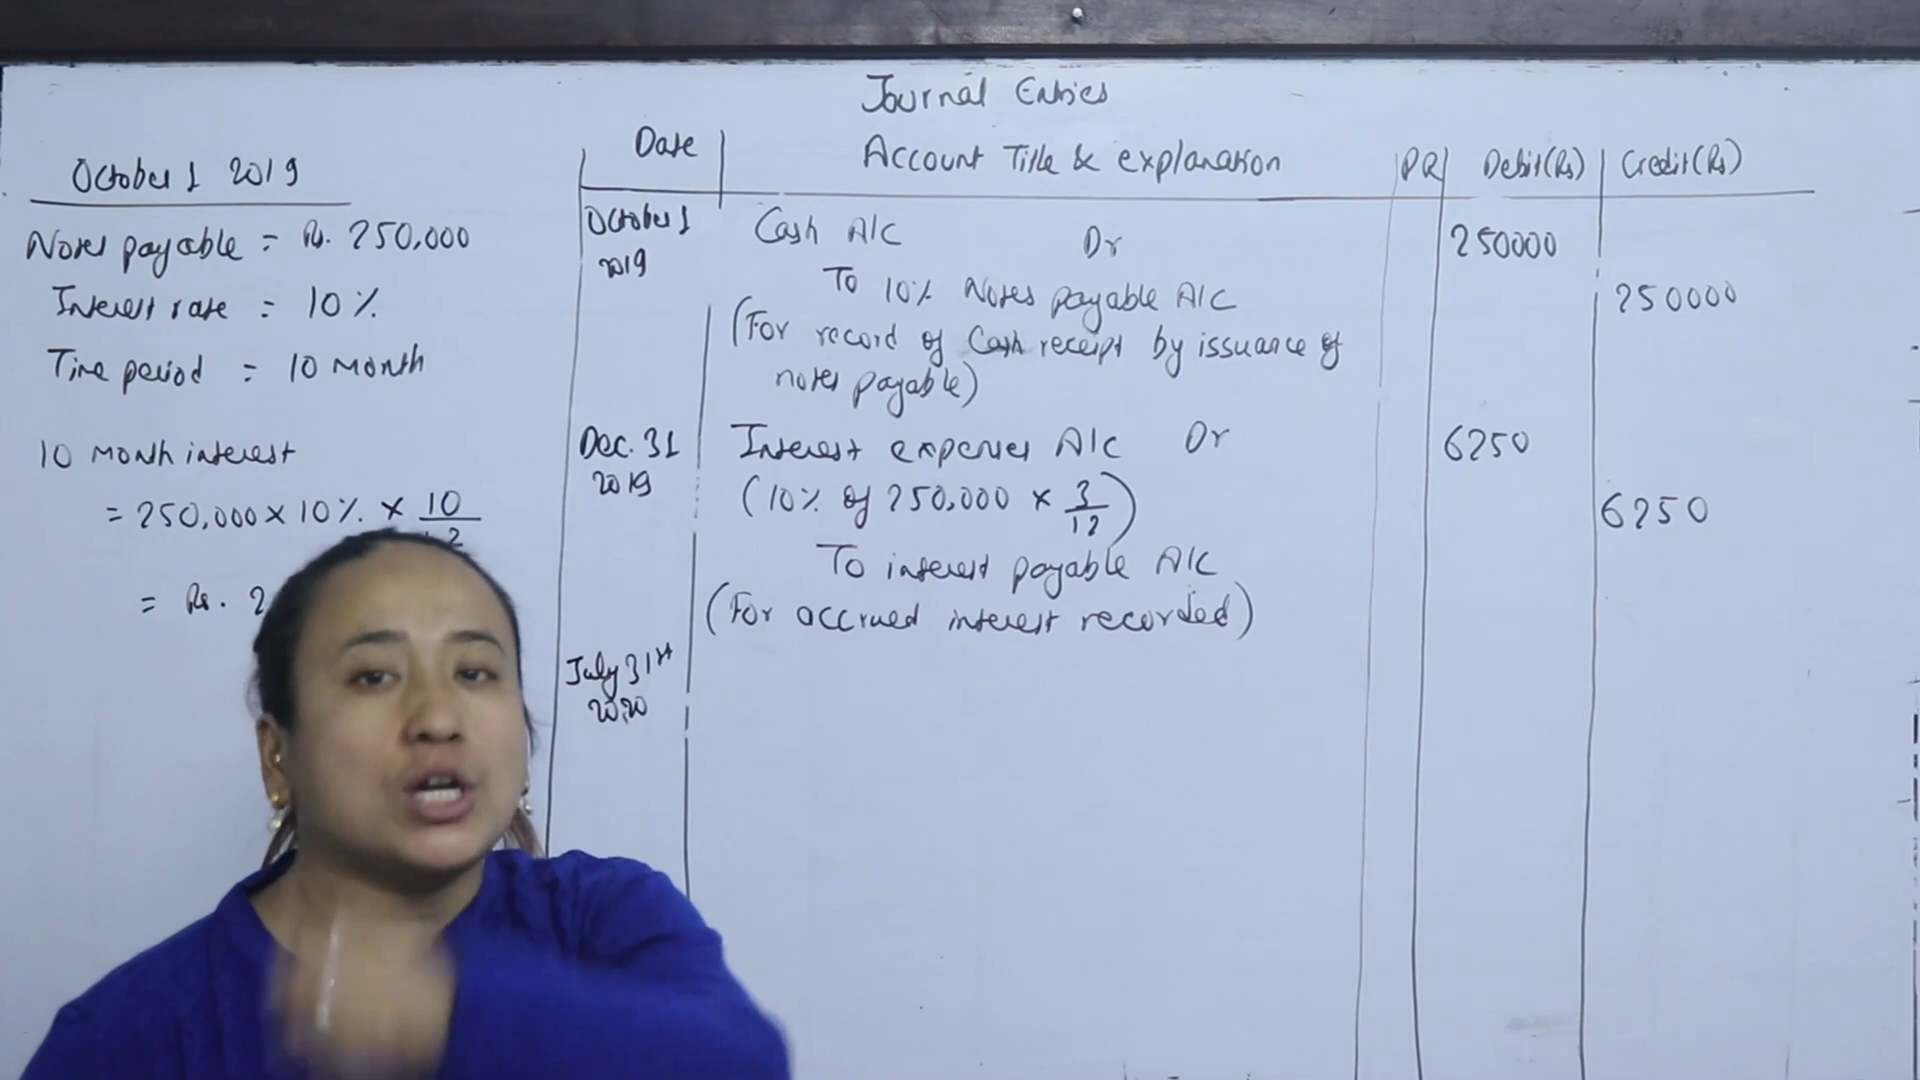 Journal Entries
October 1 2019
Notes payable = Rs. 250,000
Interest rate = 10%
Time period = 10 month
10 month interest
= 250,000 × 10% × 10
= Rs. 2
Date Account Title & explanation PR Debit(Rs) Credit(Rs)
October 1 Cash A/C Dr 250000
2019
To 10% Notes payable A/C 250000
(For record of Cash receipt by issuance of
notes payable)
Dec. 31 Interest expenses A/C Dr 6250
2019
(10% of 250,000 × 3/12) 6250
To interest payable A/C
(For accrued interest recorded)
July 31st
2020